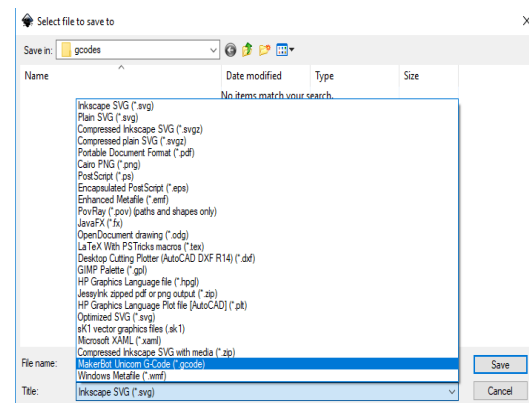 Select file to save to
Save in: gcodes
Name Date modified Type Size
No items match your search.
Inkscape SVG (*.svg)
Plain SVG (*.svg)
Compressed Inkscape SVG (*.svgz)
Compressed plain SVG (*.svgz)
Portable Document Format (*.pdf)
Cairo PNG (*.png)
PostScript (*.ps)
Encapsulated PostScript (*.eps)
Enhanced Metafile (*.emf)
PovRay (*.pov) (paths and shapes only)
JavaFX (*.fx)
OpenDocument drawing (*.odg)
LaTeX With PSTricks macros (*.tex)
Desktop Cutting Plotter (AutoCAD DXF R14) (*.dxf)
GIMP Palette (*.gpl)
HP Graphics Language file (*.hpgl)
JessyInk zipped pdf or png output (*.zip)
HP Graphics Language Plot file [AutoCAD] (*.plt)
Optimized SVG (*.svg)
sK1 vector graphics files (.sk1)
Microsoft XAML (*.xaml)
Compressed Inkscape SVG with media (*.zip)
File name: MakerBot Unicorn G-Code (*.gcode) Save
Windows Metafile (*.wmf)
Title: Inkscape SVG (*.svg) Cancel